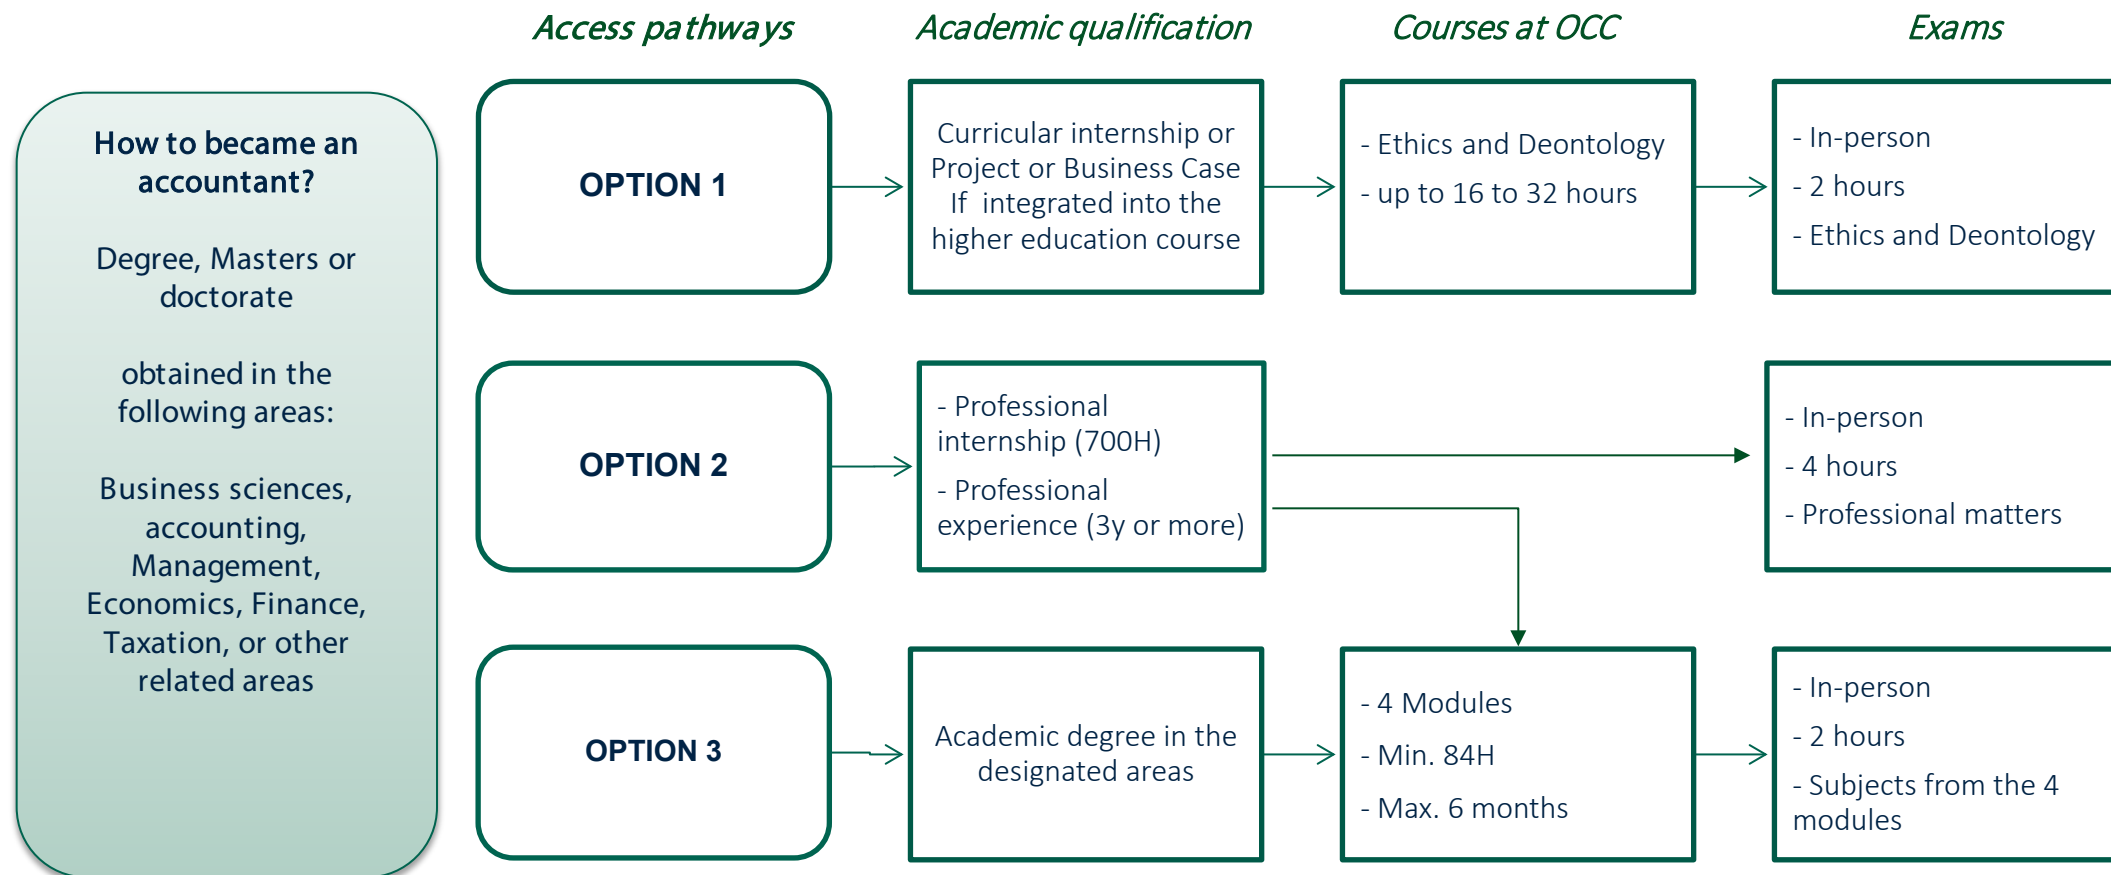 Access pathways
Academic qualification
Courses at OCC
Exams
How to became an
accountant?
Degree, Masters or
doctorate
obtained in the
following areas:
Business sciences,
accounting,
Management,
Economics, Finance,
Taxation, or other
related areas
OPTION 1
Curricular internship or
Project or Business Case
If integrated into the
higher education course
- Ethics and Deontology
- up to 16 to 32 hours
- In-person
- 2 hours
- Ethics and Deontology
OPTION 2
- Professional
internship (700H)
- Professional
experience (3y or more)
- In-person
- 4 hours
- Professional matters
OPTION 3
Academic degree in the
designated areas
- 4 Modules
- Min. 84H
- Max. 6 months
- In-person
- 2 hours
- Subjects from the 4
modules